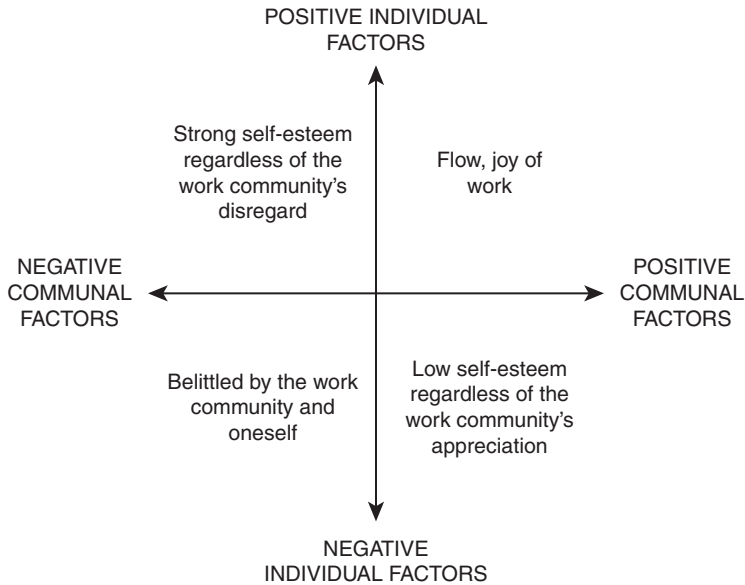 POSITIVE INDIVIDUAL
FACTORS
Strong self-esteem
regardless of the
work community's
disregard
Flow, joy of
work
NEGATIVE
COMMUNAL
FACTORS
POSITIVE
COMMUNAL
FACTORS
Belittled by the work
community and
oneself
Low self-esteem
regardless of the
work community's
appreciation
NEGATIVE
INDIVIDUAL FACTORS